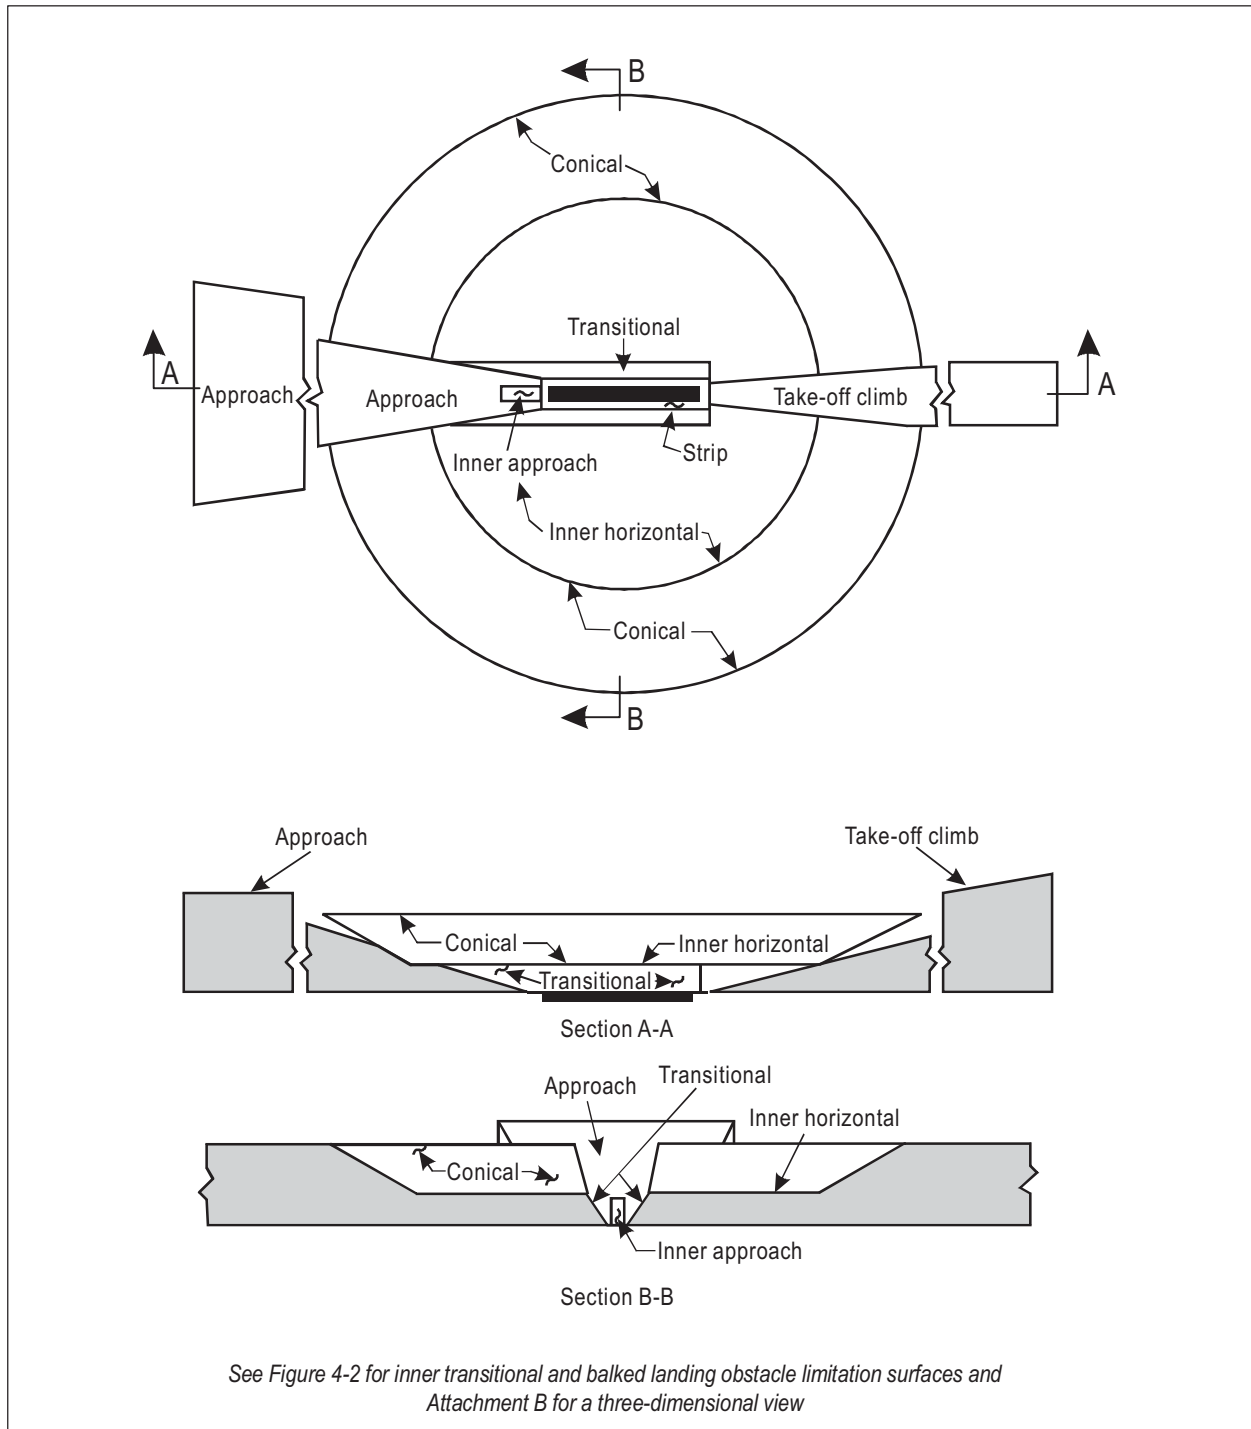 B
Conical
Transitional
A
Approach
Approach
Take-off climb
A
Inner approach
Strip
Inner horizontal
Conical
B
Approach
Take-off climb
Conical
Inner horizontal
Transitional
Section A-A
Transitional
Approach
Inner horizontal
Conical
Inner approach
Section B-B
See Figure 4-2 for inner transitional and balked landing obstacle limitation surfaces and
Attachment B for a three-dimensional view